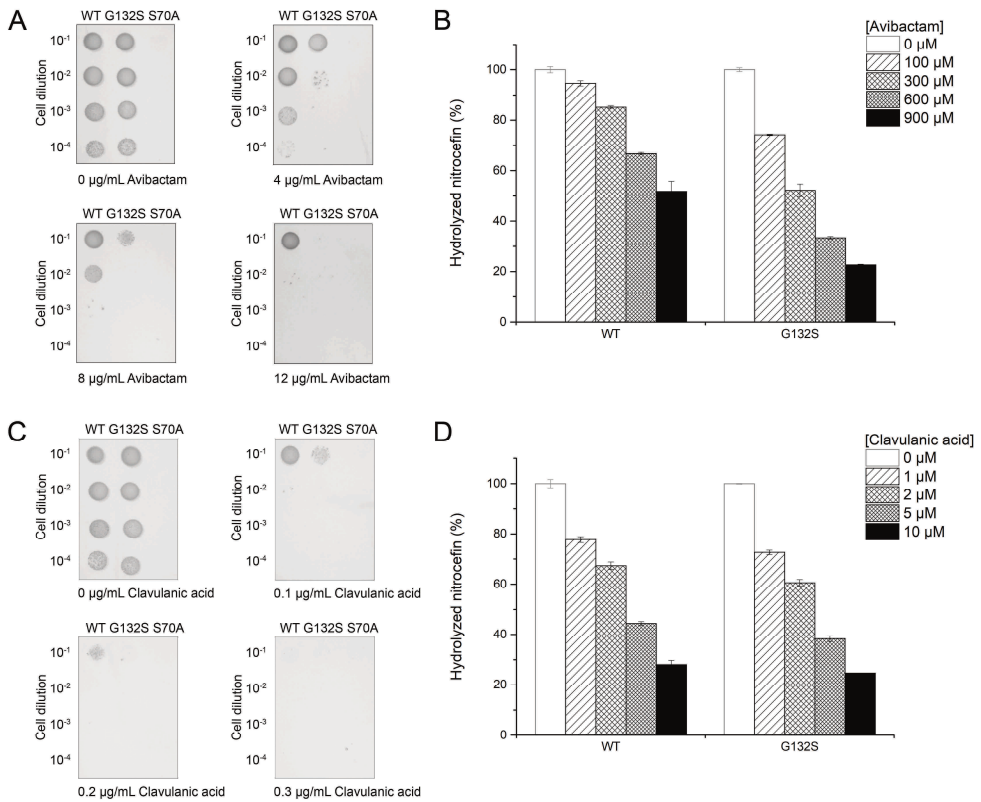 A
WT G132S S70A
Cell dilution
10⁻¹
10⁻²
10⁻³
10⁻⁴
0 µg/mL Avibactam
WT G132S S70A
Cell dilution
10⁻¹
10⁻²
10⁻³
10⁻⁴
4 µg/mL Avibactam
WT G132S S70A
Cell dilution
10⁻¹
10⁻²
10⁻³
10⁻⁴
8 µg/mL Avibactam
WT G132S S70A
Cell dilution
10⁻¹
10⁻²
10⁻³
10⁻⁴
12 µg/mL Avibactam
B
[Avibactam]
0 µM
100 µM
300 µM
600 µM
900 µM
Hydrolyzed nitrocefin (%)
100
80
60
40
20
0
WT
G132S
C
WT G132S S70A
Cell dilution
10⁻¹
10⁻²
10⁻³
10⁻⁴
0 µg/mL Clavulanic acid
WT G132S S70A
Cell dilution
10⁻¹
10⁻²
10⁻³
10⁻⁴
0.1 µg/mL Clavulanic acid
WT G132S S70A
Cell dilution
10⁻¹
10⁻²
10⁻³
10⁻⁴
0.2 µg/mL Clavulanic acid
WT G132S S70A
Cell dilution
10⁻¹
10⁻²
10⁻³
10⁻⁴
0.3 µg/mL Clavulanic acid
D
[Clavulanic acid]
0 µM
1 µM
2 µM
5 µM
10 µM
Hydrolyzed nitrocefin (%)
100
80
60
40
20
0
WT
G132S